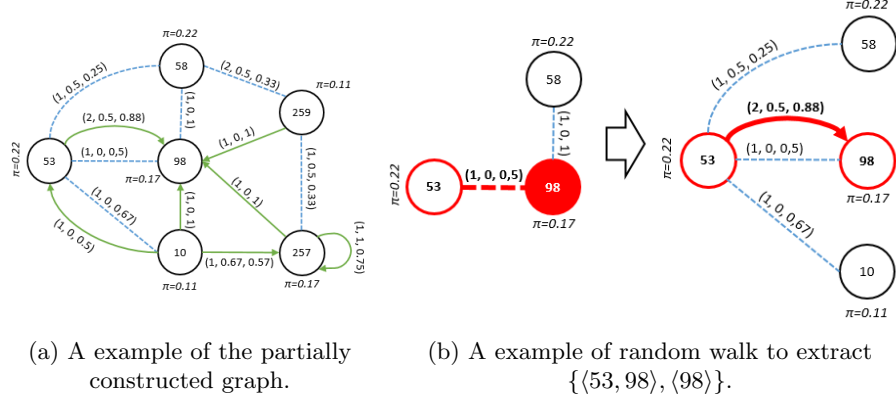 π=0.22
58
(1, 0.5, 0.25)
(2, 0.5, 0.33)
π=0.11
259
(2, 0.5, 0.88)
(1, 0, 1)
(1, 0, 1)
π=0.22
53
(1, 0, 0,5)
98
π=0.17
(1, 0.5, 0.33)
(1, 0, 0.67)
(1, 0, 0.5)
(1, 0, 1)
(1, 0, 1)
10
π=0.11
(1, 0.67, 0.57)
257
π=0.17
(1, 1, 0.75)
π=0.22
58
(1, 0, 1)
π=0.22
53
(1, 0, 0,5)
98
π=0.17
π=0.22
58
(1, 0.5, 0.25)
(2, 0.5, 0.88)
π=0.22
53
(1, 0, 0,5)
98
π=0.17
(1, 0, 0,67)
10
π=0.11
(a) A example of the partially
constructed graph.
(b) A example of random walk to extract
{⟨53, 98⟩, ⟨98⟩}.